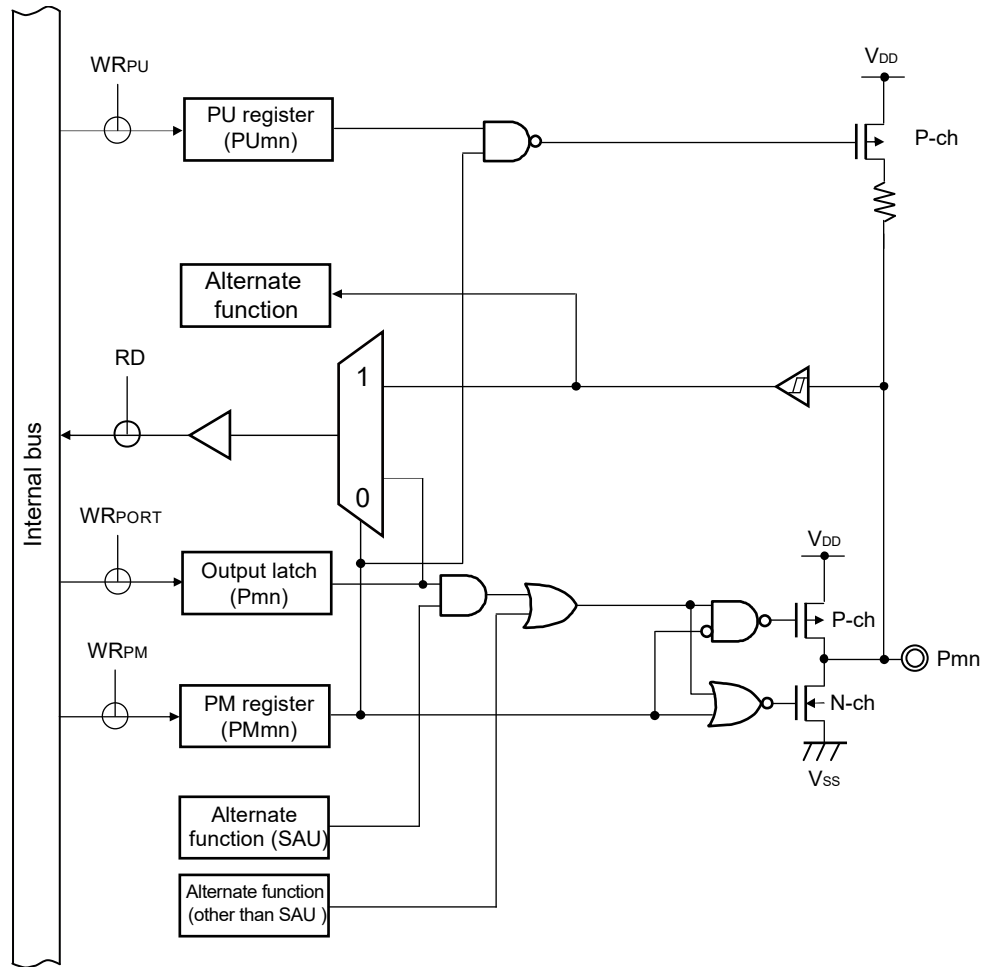 WRPU
PU register
(PUmn)
VDD
P-ch
Alternate
function
1
RD
Internal bus
0
WRPORT
Output latch
(Pmn)
VDD
P-ch
Pmn
WRPM
PM register
(PMmn)
N-ch
VSS
Alternate
function (SAU)
Alternate function
(other than SAU )